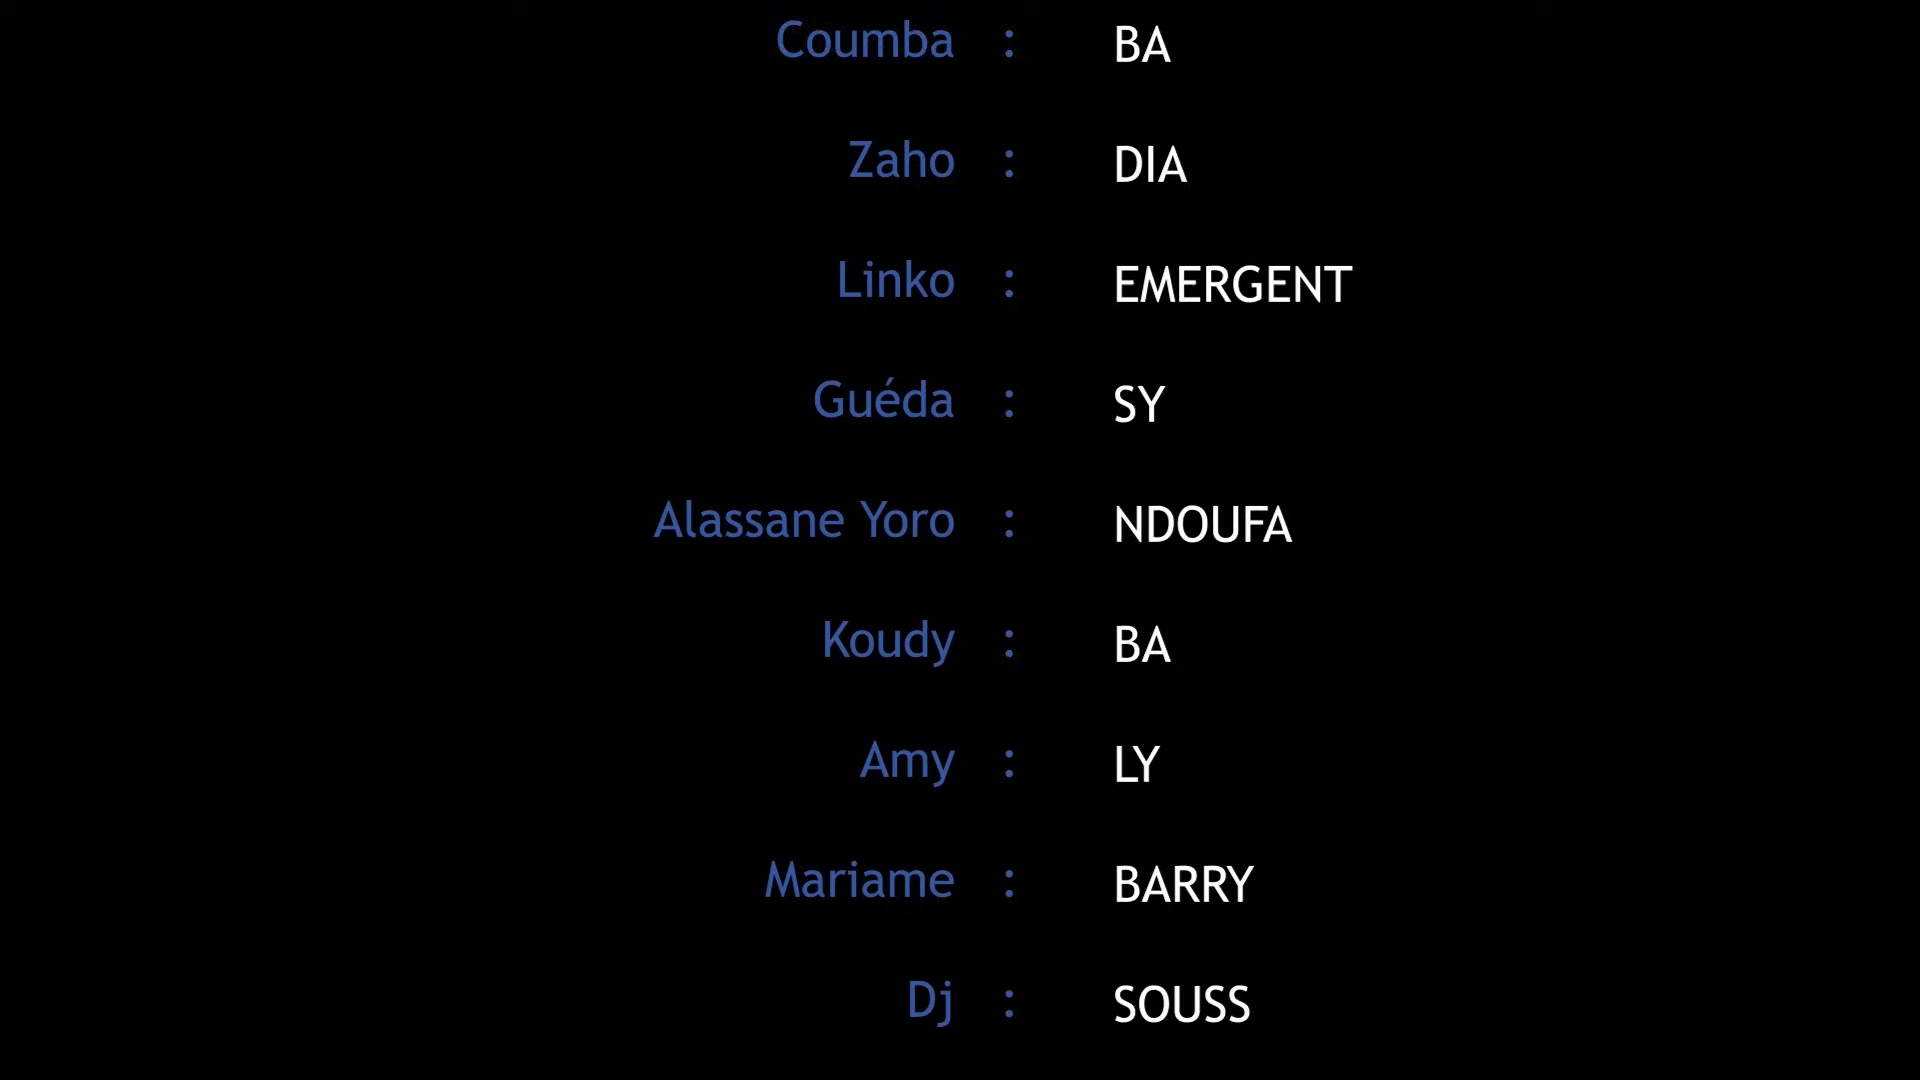 Coumba : BA
Zaho : DIA
Linko : EMERGENT
Guéda : SY
Alassane Yoro : NDOUFA
Koudy : BA
Amy : LY
Mariame : BARRY
Dj : SOUSS